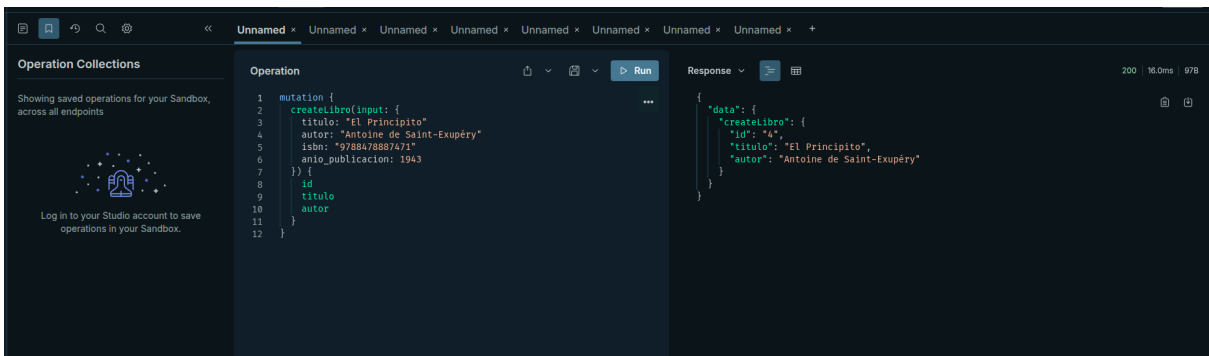 Unnamed × Unnamed × Unnamed × Unnamed × Unnamed × Unnamed × Unnamed × Unnamed × +
Operation Collections
Showing saved operations for your Sandbox,
across all endpoints
Log in to your Studio account to save
operations in your Sandbox.
Operation
Run
1 mutation {
2 createLibro(input: {
3 titulo: "El Principito"
4 autor: "Antoine de Saint-Exupéry"
5 isbn: "9788478887471"
6 anio_publicacion: 1943
7 }) {
8 id
9 titulo
10 autor
11 }
12 }
Response
200 16.0ms 97B
{
"data": {
"createLibro": {
"id": "4",
"titulo": "El Principito",
"autor": "Antoine de Saint-Exupéry"
}
}
}